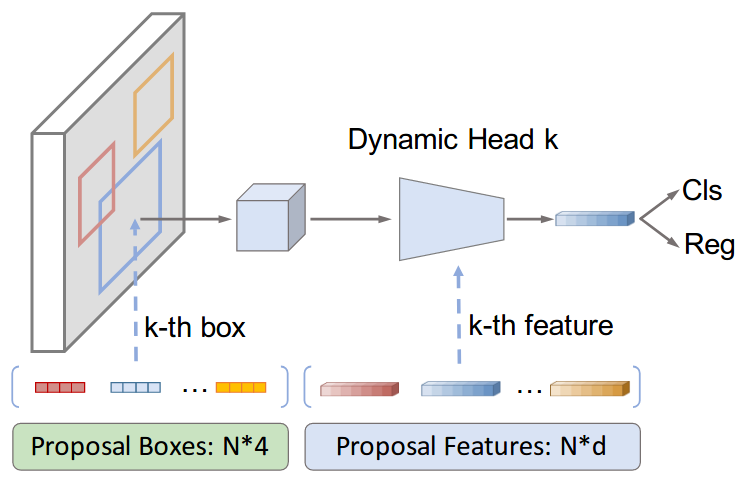 Dynamic Head k
Cls
Reg
k-th box
k-th feature
...
...
Proposal Boxes: N*4
Proposal Features: N*d